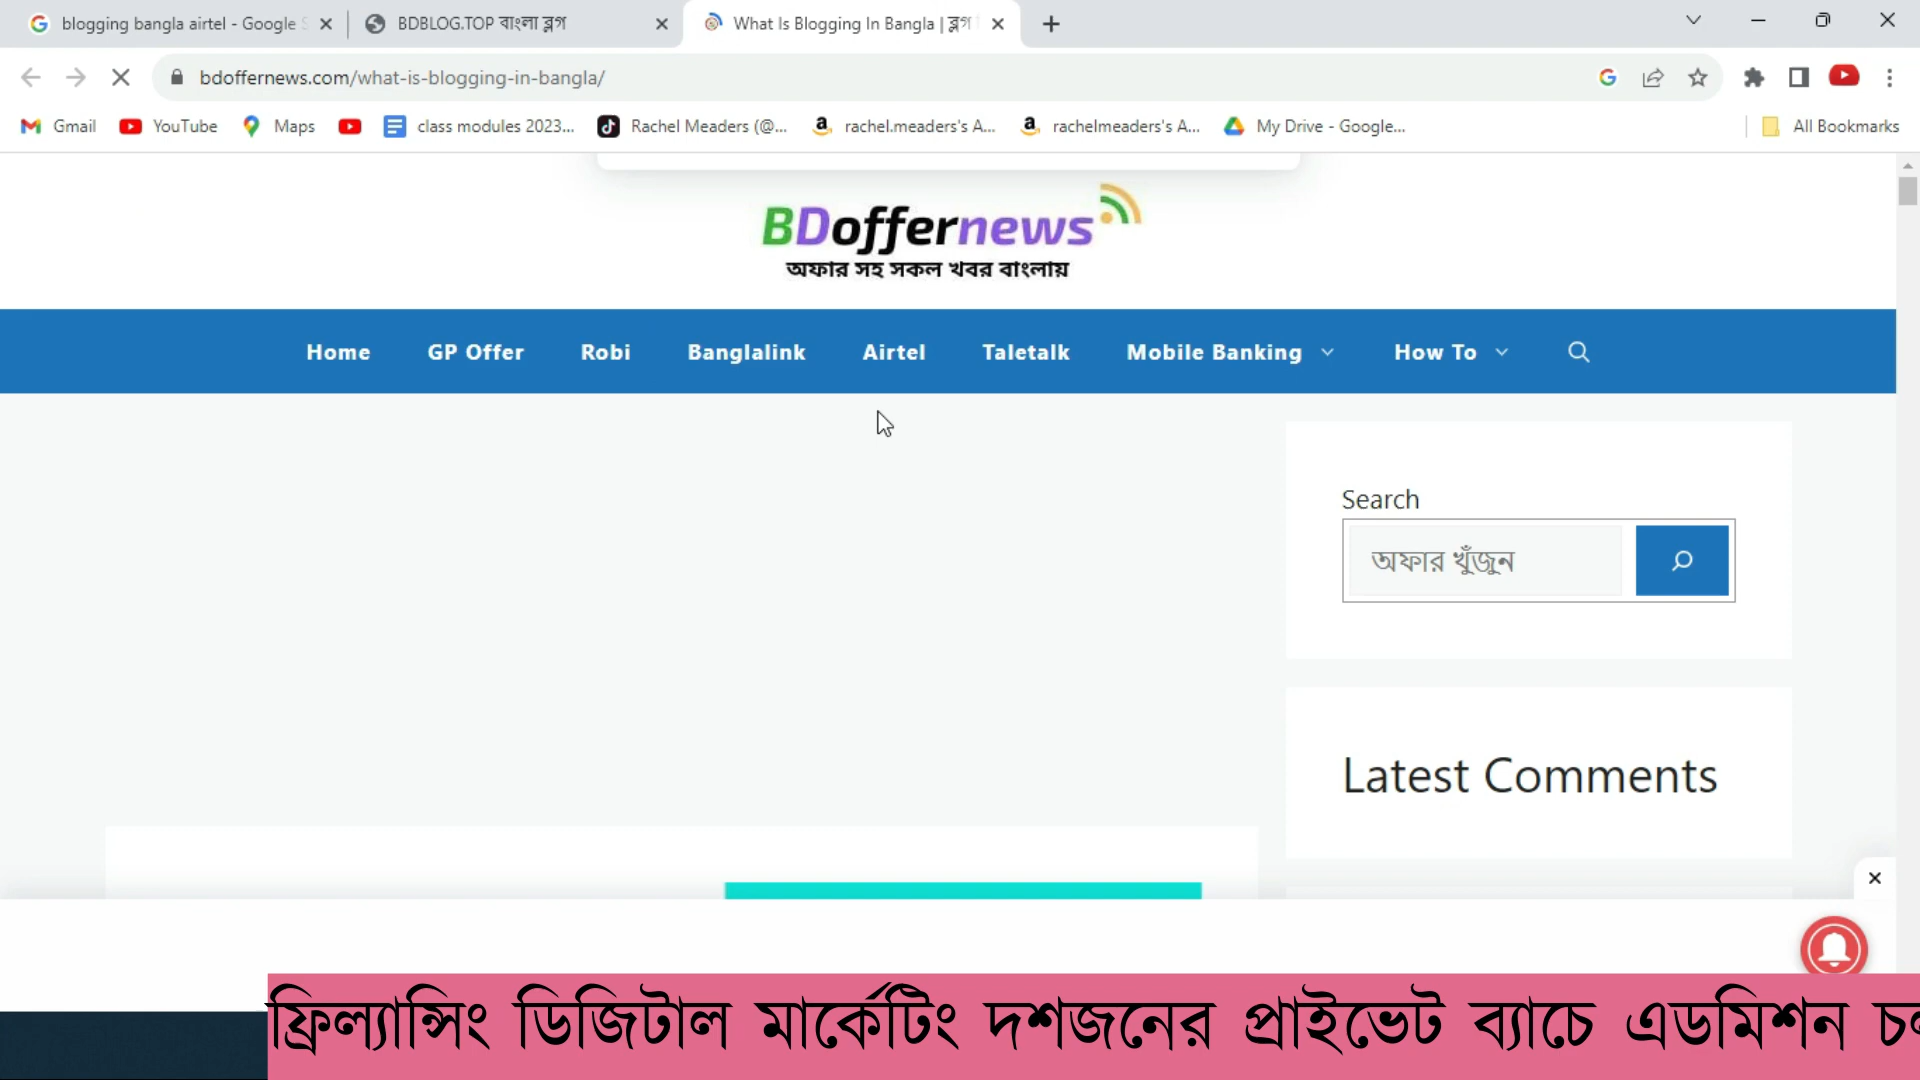 blogging bangla airtel - Google
BDBLOG.TOP বাংলা ব্লগ
What Is Blogging In Bangla | ব্লগ
bdoffernews.com/what-is-blogging-in-bangla/
Gmail
YouTube
Maps
class modules 2023...
Rachel Meaders (@...
rachel.meaders's A...
rachelmeaders's A...
My Drive - Google...
All Bookmarks
BDoffernews
অফার সহ সকল খবর বাংলায়
Home
GP Offer
Robi
Banglalink
Airtel
Taletalk
Mobile Banking
How To
Search
অফার খুঁজুন
Latest Comments
ফ্রিল্যান্সিং ডিজিটাল মার্কেটিং দশজনের প্রাইভেট ব্যাচে এডমিশন